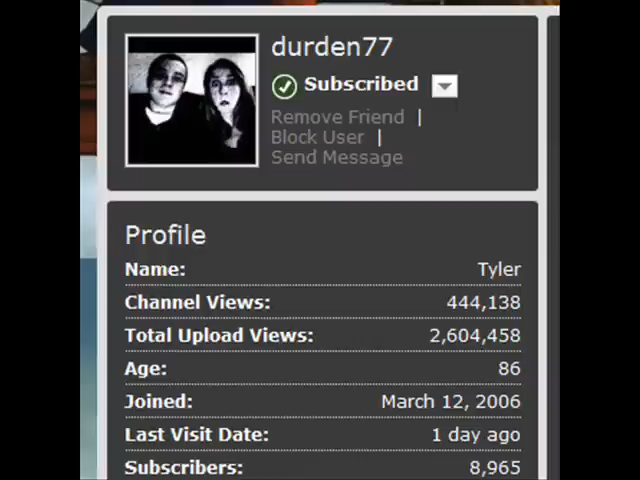 durden77
Subscribed
Remove Friend |
Block User |
Send Message
Profile
Name: Tyler
Channel Views: 444,138
Total Upload Views: 2,604,458
Age: 86
Joined: March 12, 2006
Last Visit Date: 1 day ago
Subscribers: 8,965